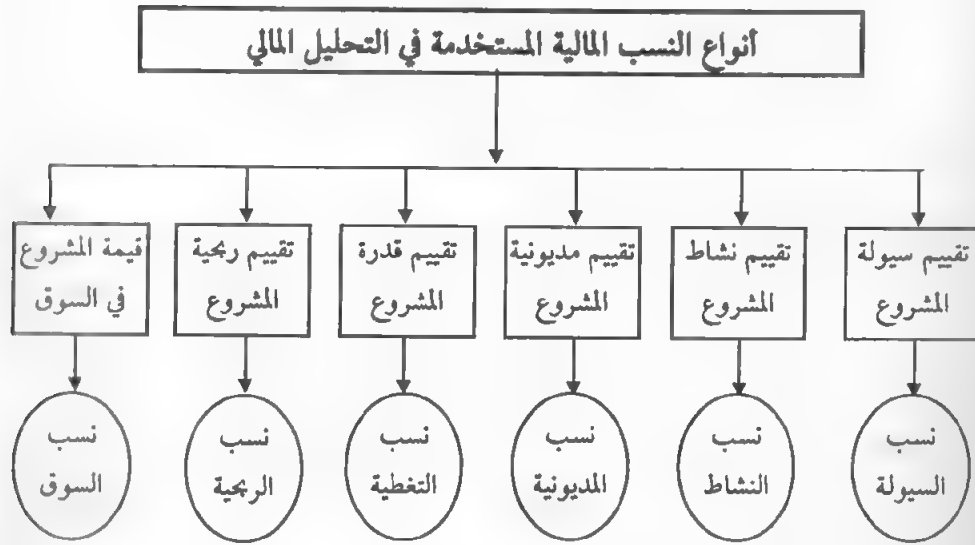 أنواع النسب المالية المستخدمة في التحليل المالي
تقييم سيولة
المشروع
تقييم نشاط
المشروع
تقييم مديونية
المشروع
تقييم قدرة
المشروع
تقييم ربحية
المشروع
قيمة المشروع
في السوق
نسب
السيولة
نسب
النشاط
نسب
المديونية
نسب
التغطية
نسب
الربحية
نسب
السوق